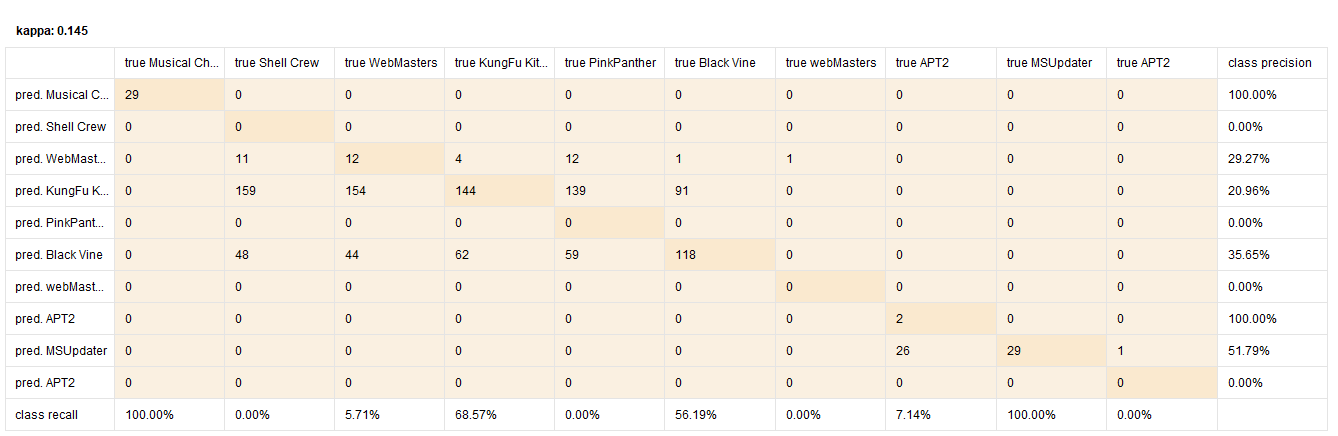 kappa: 0.145
true Musical Ch... true Shell Crew true WebMasters true KungFu Kit... true PinkPanther true Black Vine true webMasters true APT2 true MSUpdater true APT2 class precision
pred. Musical C... 29 0 0 0 0 0 0 0 0 0 100.00%
pred. Shell Crew 0 0 0 0 0 0 0 0 0 0 0.00%
pred. WebMast... 0 11 12 4 12 1 1 0 0 0 29.27%
pred. KungFu K... 0 159 154 144 139 91 0 0 0 0 20.96%
pred. PinkPant... 0 0 0 0 0 0 0 0 0 0 0.00%
pred. Black Vine 0 48 44 62 59 118 0 0 0 0 35.65%
pred. webMast... 0 0 0 0 0 0 0 0 0 0 0.00%
pred. APT2 0 0 0 0 0 0 0 2 0 0 100.00%
pred. MSUpdater 0 0 0 0 0 0 0 26 29 1 51.79%
pred. APT2 0 0 0 0 0 0 0 0 0 0 0.00%
class recall 100.00% 0.00% 5.71% 68.57% 0.00% 56.19% 0.00% 7.14% 100.00% 0.00%